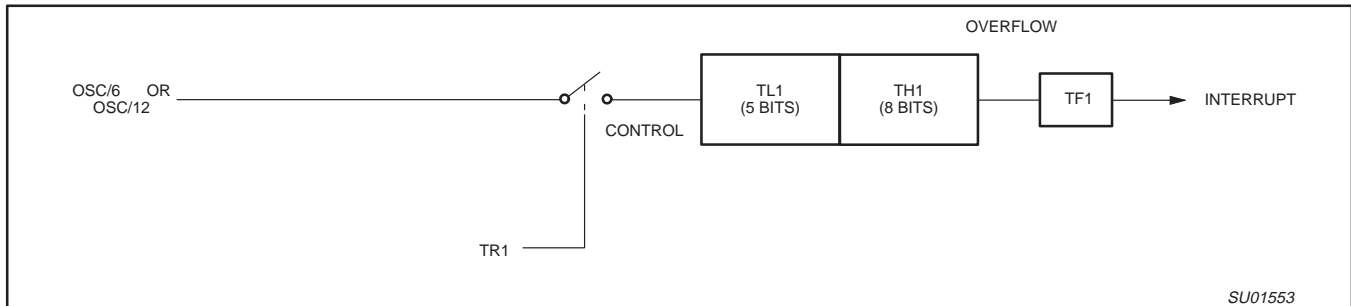 OVERFLOW
OSC/6 OR
OSC/12
TL1
(5 BITS)
TH1
(8 BITS)
TF1
INTERRUPT
CONTROL
TR1
SU01553